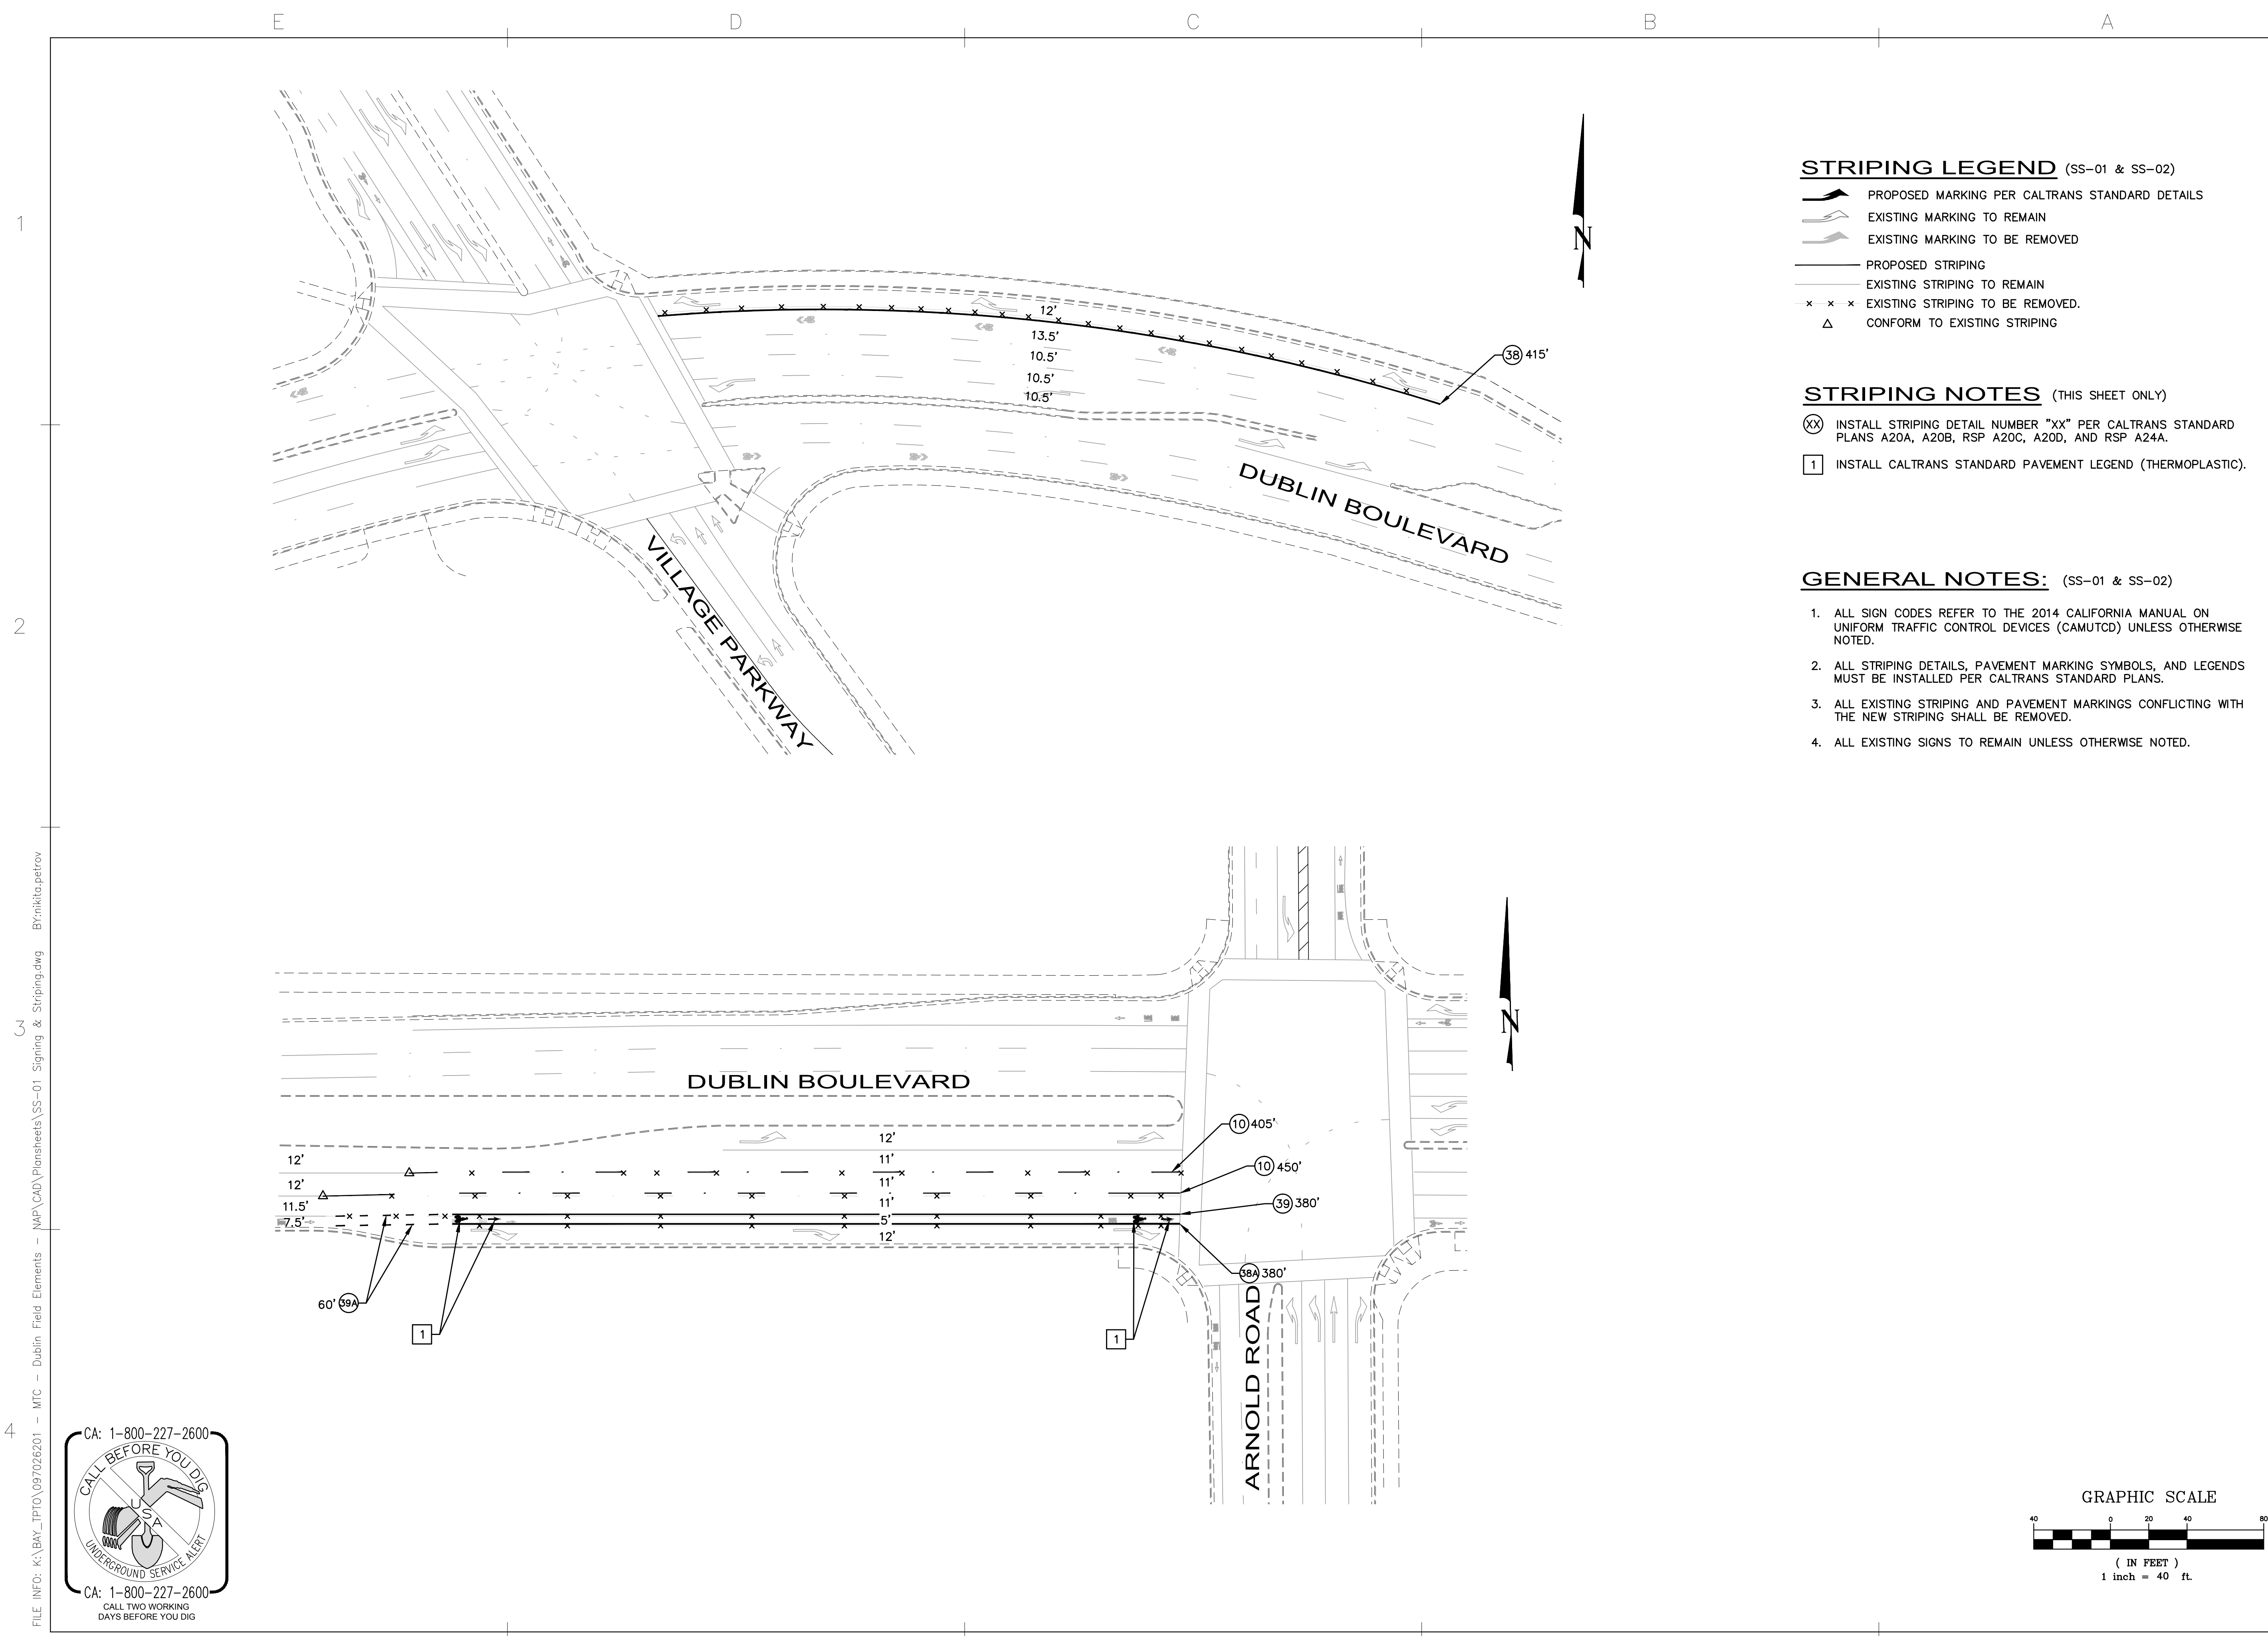 E D C B A
1
2
3
4
STRIPING LEGEND (SS-01 & SS-02)
PROPOSED MARKING PER CALTRANS STANDARD DETAILS
EXISTING MARKING TO REMAIN
EXISTING MARKING TO BE REMOVED
PROPOSED STRIPING
EXISTING STRIPING TO REMAIN
EXISTING STRIPING TO BE REMOVED.
CONFORM TO EXISTING STRIPING
STRIPING NOTES (THIS SHEET ONLY)
XX INSTALL STRIPING DETAIL NUMBER "XX" PER CALTRANS STANDARD
PLANS A20A, A20B, RSP A20C, A20D, AND RSP A24A.
1 INSTALL CALTRANS STANDARD PAVEMENT LEGEND (THERMOPLASTIC).
GENERAL NOTES: (SS-01 & SS-02)
1. ALL SIGN CODES REFER TO THE 2014 CALIFORNIA MANUAL ON
UNIFORM TRAFFIC CONTROL DEVICES (CAMUTCD) UNLESS OTHERWISE
NOTED.
2. ALL STRIPING DETAILS, PAVEMENT MARKING SYMBOLS, AND LEGENDS
MUST BE INSTALLED PER CALTRANS STANDARD PLANS.
3. ALL EXISTING STRIPING AND PAVEMENT MARKINGS CONFLICTING WITH
THE NEW STRIPING SHALL BE REMOVED.
4. ALL EXISTING SIGNS TO REMAIN UNLESS OTHERWISE NOTED.
N
12'
13.5'
10.5'
10.5'
10.5'
38 415'
DUBLIN BOULEVARD
VILLAGE PARKWAY
N
DUBLIN BOULEVARD
12'
11'
11'
11'
5'
12'
12'
12'
11.5'
7.5'
10 405'
10 450'
39 380'
38A 380'
60' 39A
1
1
ARNOLD ROAD
FILE INFO: K:\BAY_TPTO\097026201 - MTC - Dublin Field Elements - NAP\CAD\Plansheets\SS-01 Signing & Striping.dwg BY:nikita.petrov
CA: 1-800-227-2600
CALL BEFORE YOU DIG
USA
UNDERGROUND SERVICE ALERT
CA: 1-800-227-2600
CALL TWO WORKING
DAYS BEFORE YOU DIG
GRAPHIC SCALE
40 0 20 40 80
( IN FEET )
1 inch = 40 ft.